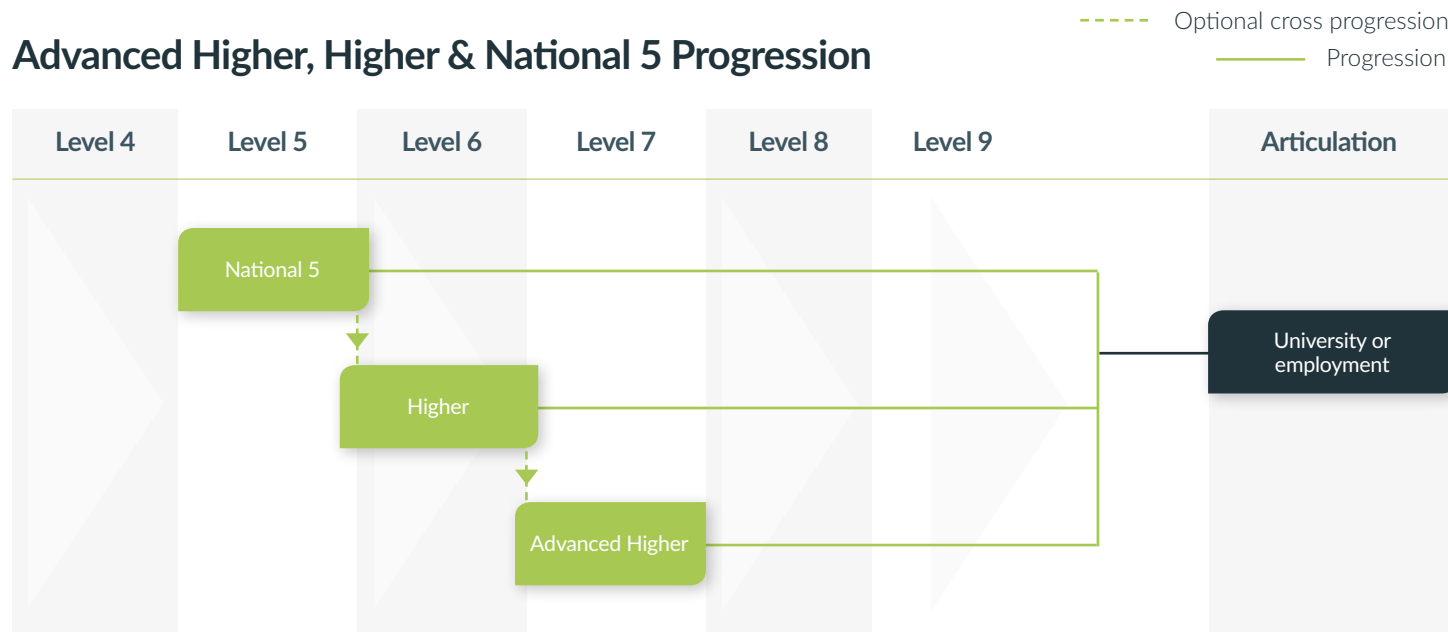 Optional cross progression
Advanced Higher, Higher & National 5 Progression
Progression
Level 4
Level 5
Level 6
Level 7
Level 8
Level 9
Articulation
National 5
University or
employment
Higher
Advanced Higher